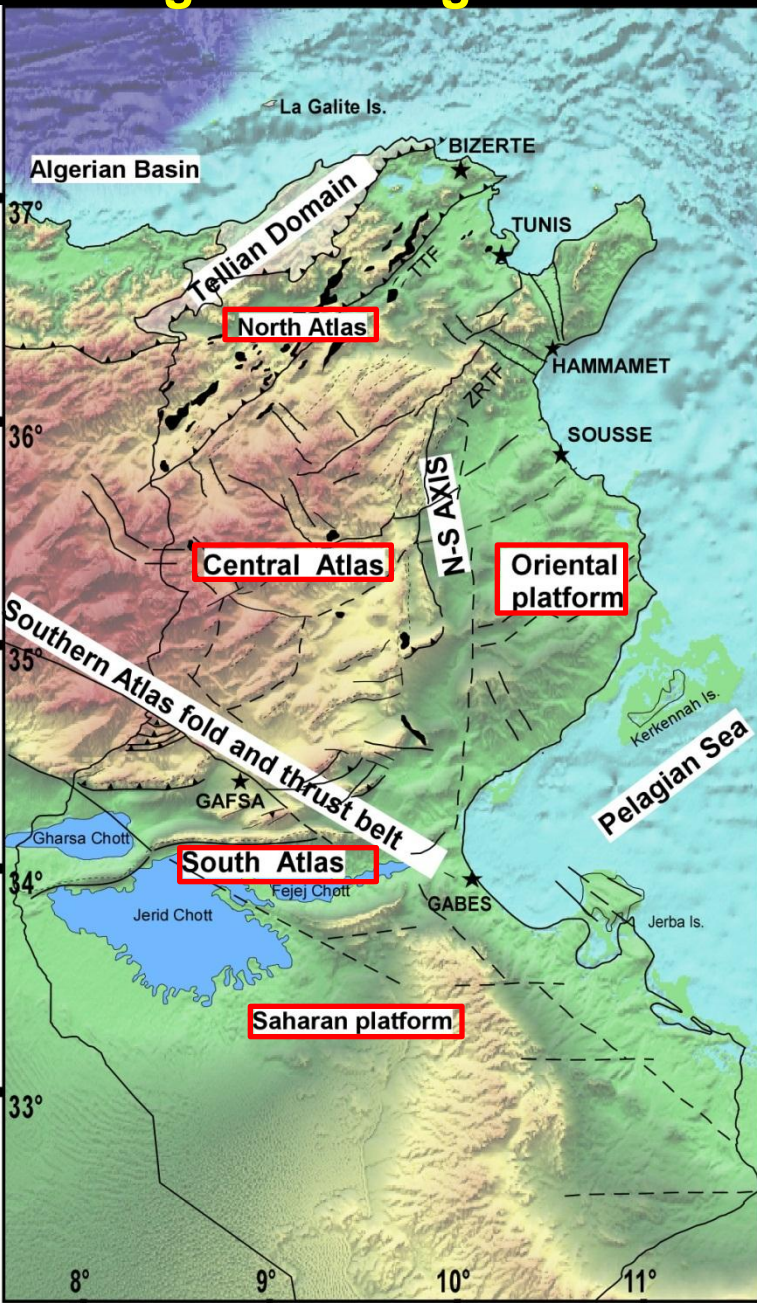 La Galite Is.
BIZERTE
Algerian Basin
37°
Tellian Domain
TUNIS
TTF
North Atlas
HAMMAMET
ZRTF
36°
SOUSSE
N-S AXIS
Central Atlas
Oriental
platform
Southern Atlas fold and thrust belt
35°
Kerkennah Is.
Pelagian Sea
GAFSA
Gharsa Chott
South Atlas
34°
Fejej Chott
GABES
Jerid Chott
Jerba Is.
Saharan platform
33°
8°
9°
10°
11°